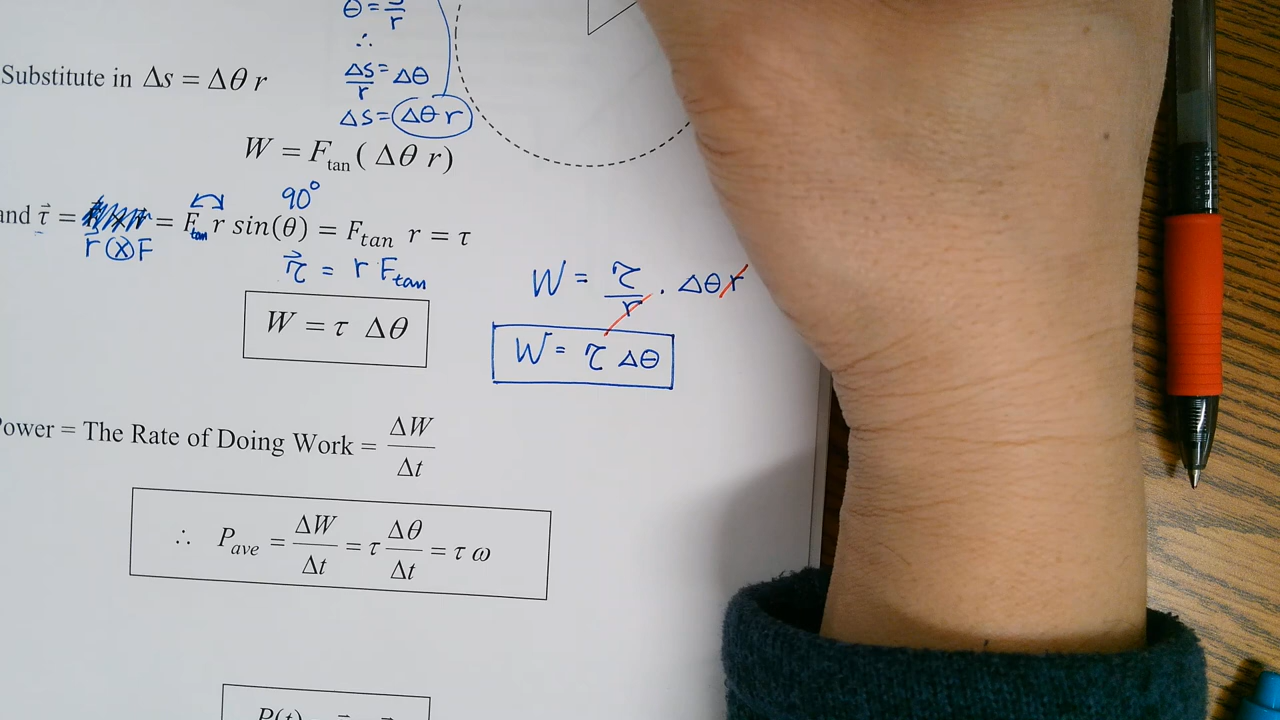 θ = s/r
∴
Substitute in Δs = Δθ r
Δs/r = Δθ
Δs = Δθ r
W = F_tan ( Δθ r)
90°
and τ⃗ = = F_tan r sin(θ) = F_tan r = τ
r⃗ ⓧ F
τ⃗ = r F_tan
W = τ/r · Δθ r
W = τ Δθ
W = τ Δθ
Power = The Rate of Doing Work = ΔW/Δt
∴ P_ave = ΔW/Δt = τ Δθ/Δt = τ ω
P(t)